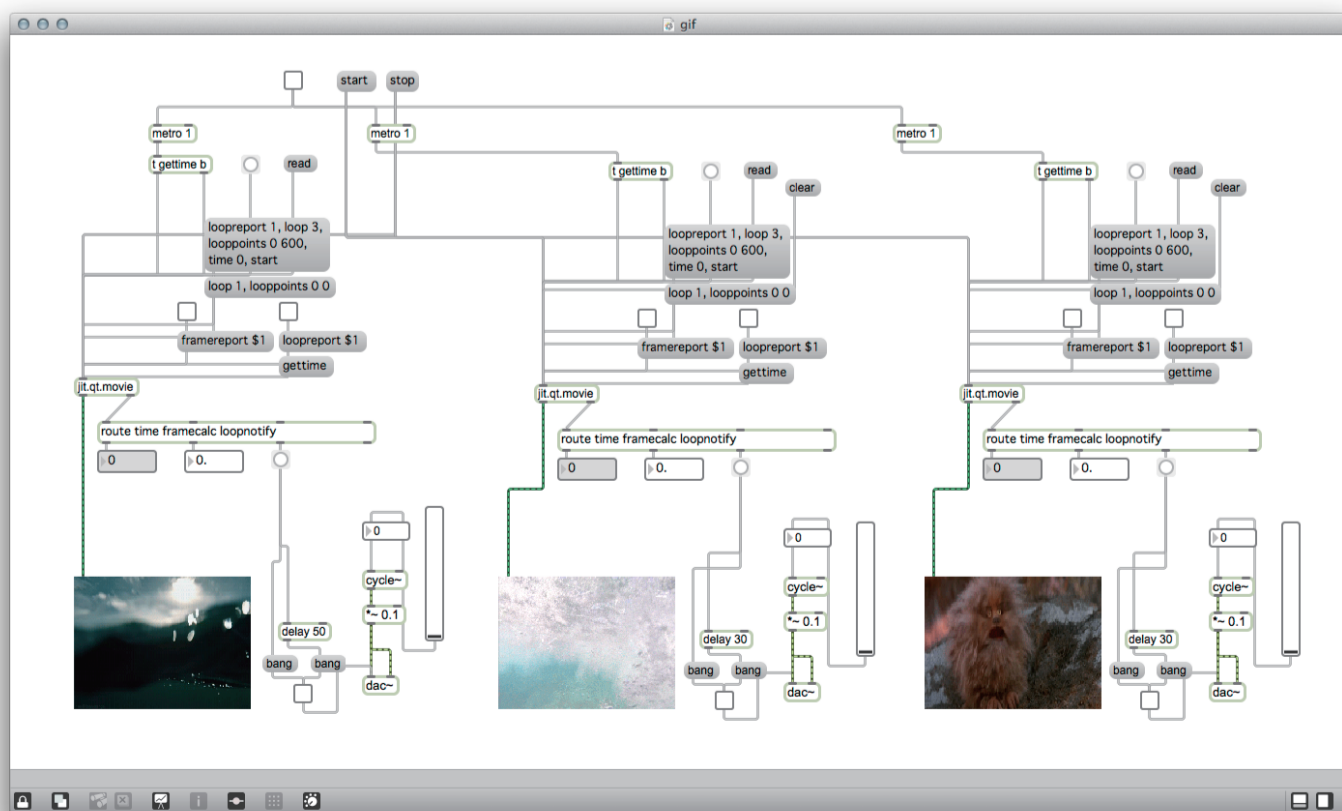 gif
start
stop
metro 1
metro 1
metro 1
t gettime b
read
t gettime b
read
clear
t gettime b
read
clear
loopreport 1, loop 3,
looppoints 0 600,
time 0, start
loopreport 1, loop 3,
looppoints 0 600,
time 0, start
loopreport 1, loop 3,
looppoints 0 600,
time 0, start
loop 1, looppoints 0 0
loop 1, looppoints 0 0
loop 1, looppoints 0 0
framereport $1
loopreport $1
framereport $1
loopreport $1
framereport $1
loopreport $1
gettime
gettime
gettime
jit.qt.movie
jit.qt.movie
jit.qt.movie
route time framecalc loopnotify
route time framecalc loopnotify
route time framecalc loopnotify
0
0.
0
0.
0
0.
0
0
0
cycle~
cycle~
cycle~
*~ 0.1
*~ 0.1
*~ 0.1
delay 50
delay 30
delay 30
bang
bang
bang
bang
bang
bang
dac~
dac~
dac~